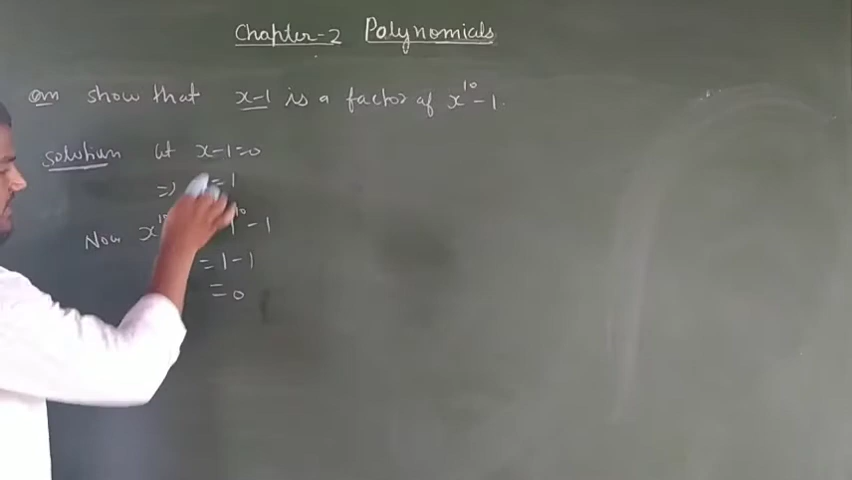 Chapter-2 Polynomials
Qn show that x-1 is a factor of x¹⁰-1.
Solution let x-1=0
=) =1
Now x¹⁰ 1¹⁰-1
=1-1
=0